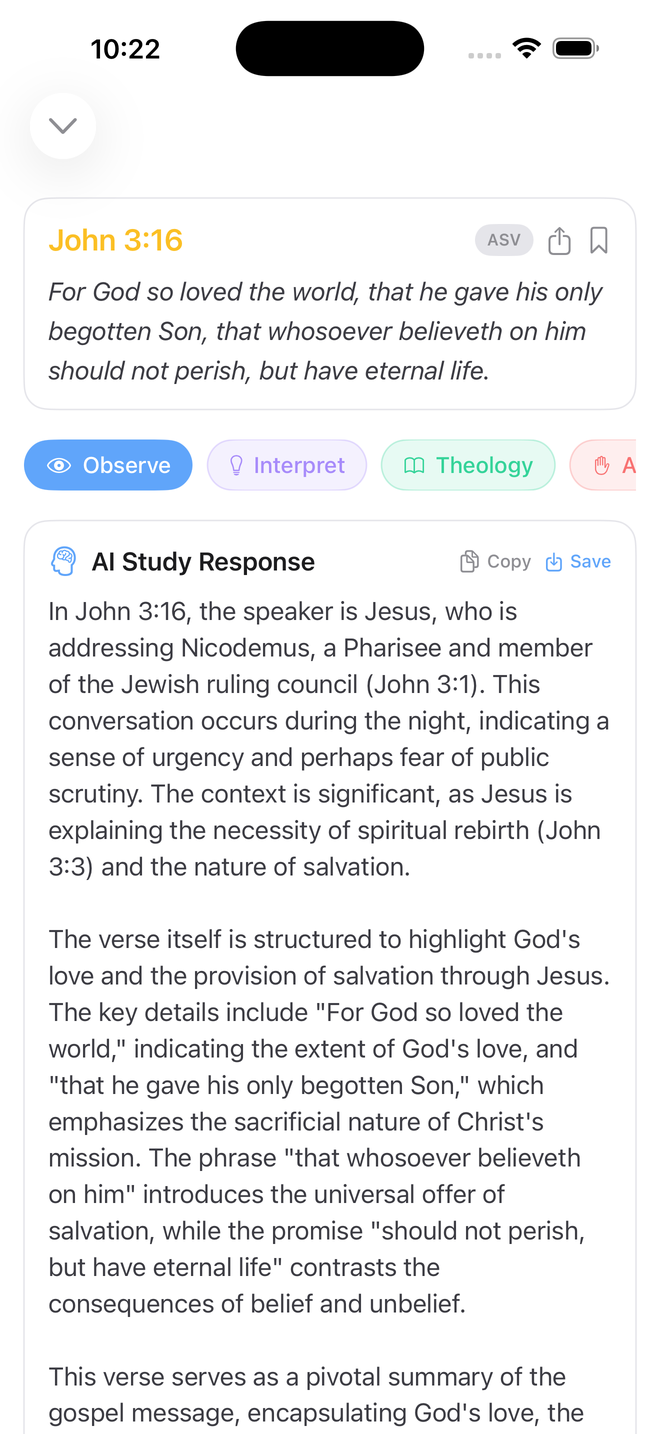 10:22
John 3:16
ASV
For God so loved the world, that he gave his only
begotten Son, that whosoever believeth on him
should not perish, but have eternal life.
Observe
Interpret
Theology
A
AI Study Response
Copy
Save
In John 3:16, the speaker is Jesus, who is
addressing Nicodemus, a Pharisee and member
of the Jewish ruling council (John 3:1). This
conversation occurs during the night, indicating a
sense of urgency and perhaps fear of public
scrutiny. The context is significant, as Jesus is
explaining the necessity of spiritual rebirth (John
3:3) and the nature of salvation.
The verse itself is structured to highlight God's
love and the provision of salvation through Jesus.
The key details include "For God so loved the
world," indicating the extent of God's love, and
"that he gave his only begotten Son," which
emphasizes the sacrificial nature of Christ's
mission. The phrase "that whosoever believeth
on him" introduces the universal offer of
salvation, while the promise "should not perish,
but have eternal life" contrasts the
consequences of belief and unbelief.
This verse serves as a pivotal summary of the
gospel message, encapsulating God's love, the